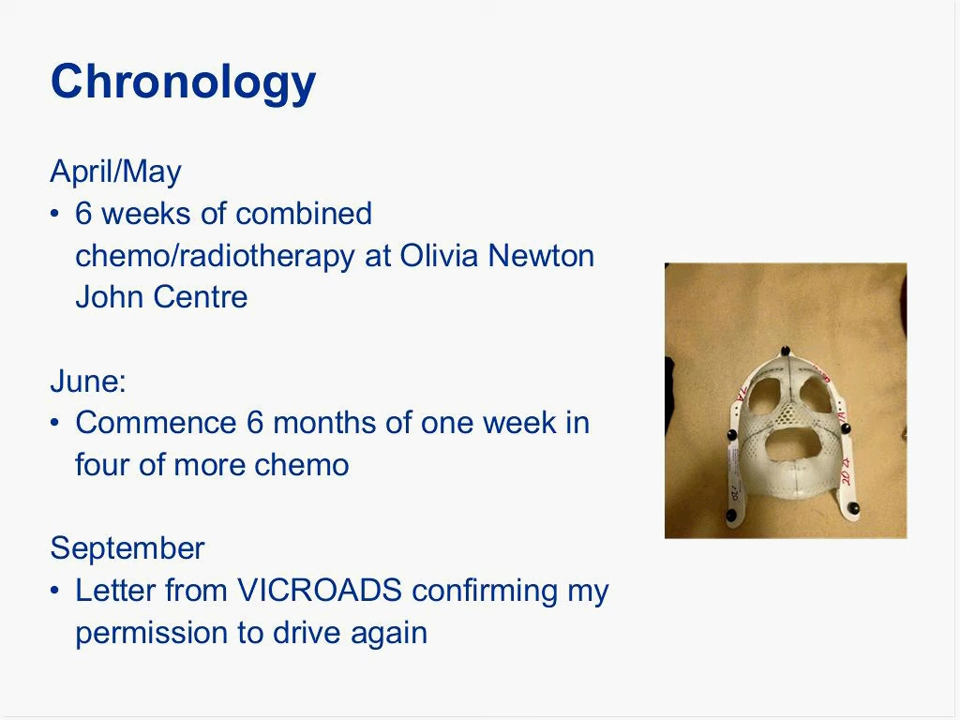 Chronology
April/May
• 6 weeks of combined
chemo/radiotherapy at Olivia Newton
John Centre
June:
• Commence 6 months of one week in
four of more chemo
September
• Letter from VICROADS confirming my
permission to drive again